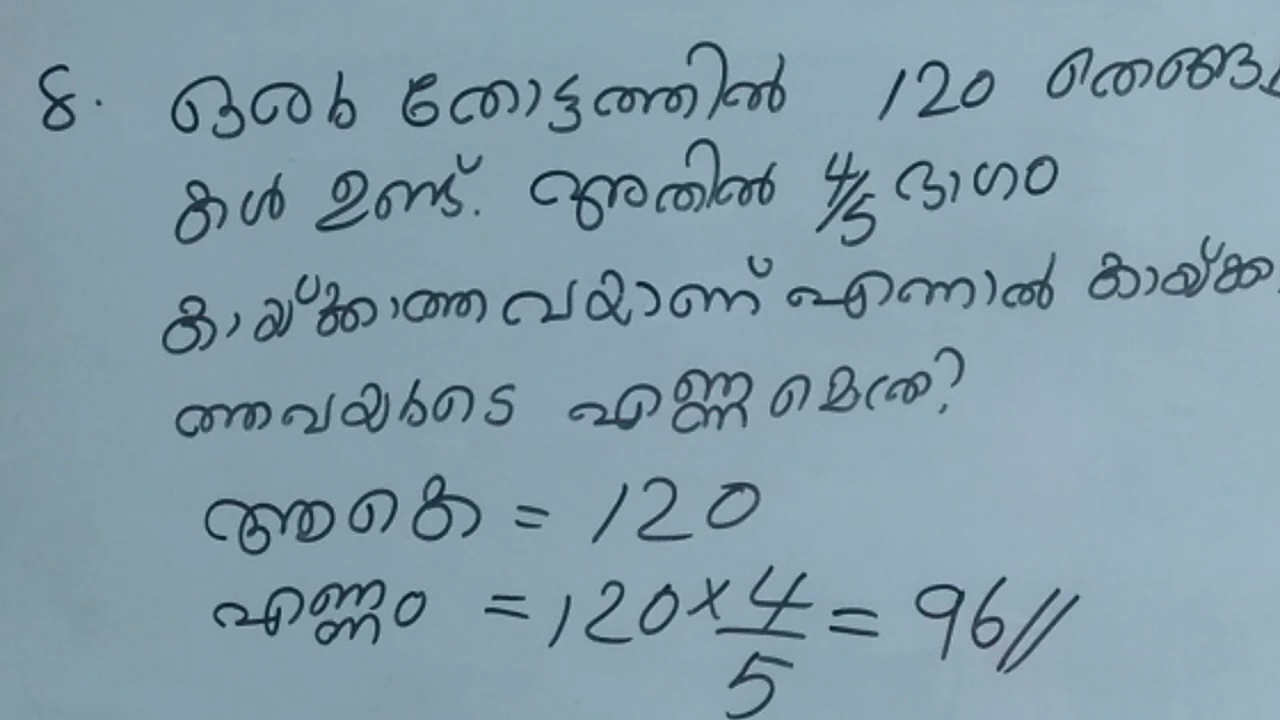 8. ഒരു തോട്ടത്തിൽ 120 തെങ്ങു
കൾ ഉണ്ട്. അതിൽ 4/5 ഭാഗം
കായ്ക്കാത്തവയാണ് എന്നാൽ കായ്ക്കാ
ത്തവയുടെ എണ്ണമെത്ര?
ആകെ = 120
എണ്ണം = 120 × 4/5 = 96//